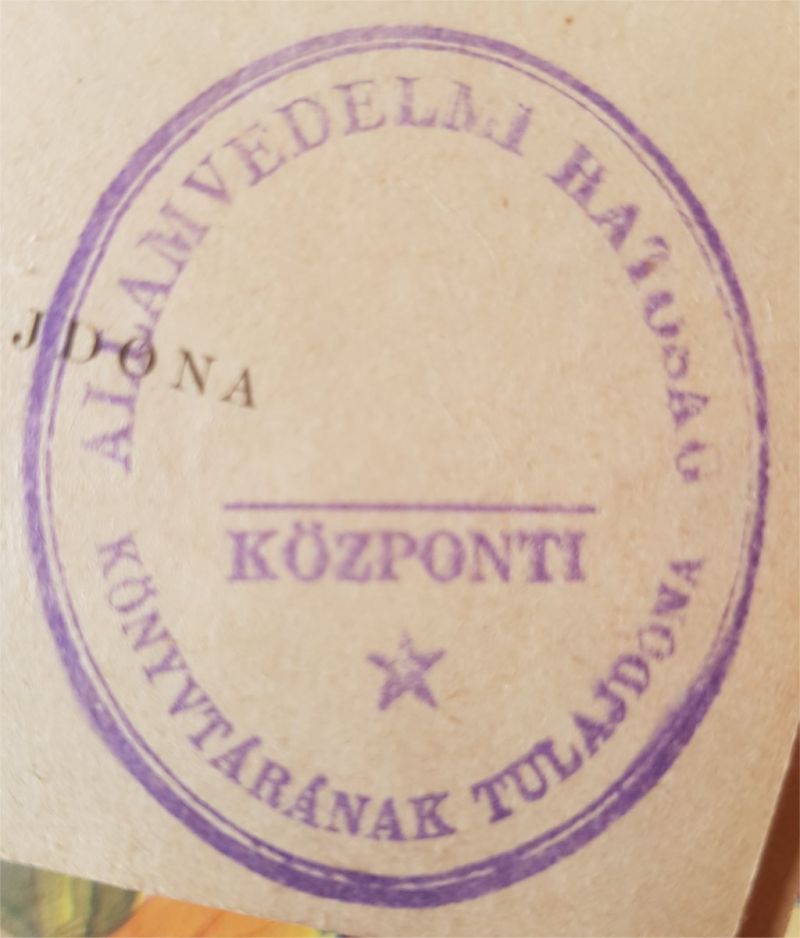 ÁLLAMVÉDELMI HATÓSÁG
JDONA
KÖZPONTI
KÖNYVTÁRÁNAK TULAJDONA